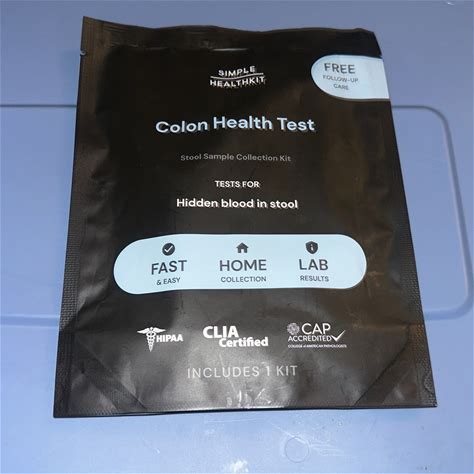 SIMPLE
HEALTHKIT
FREE
FOLLOW-UP
CARE
Colon Health Test
Stool Sample Collection Kit
TESTS FOR
Hidden blood in stool
FAST
& EASY
HOME
COLLECTION
LAB
RESULTS
HIPAA
CLIA
Certified
CAP
ACCREDITED
COLLEGE of AMERICAN PATHOLOGISTS
INCLUDES 1 KIT